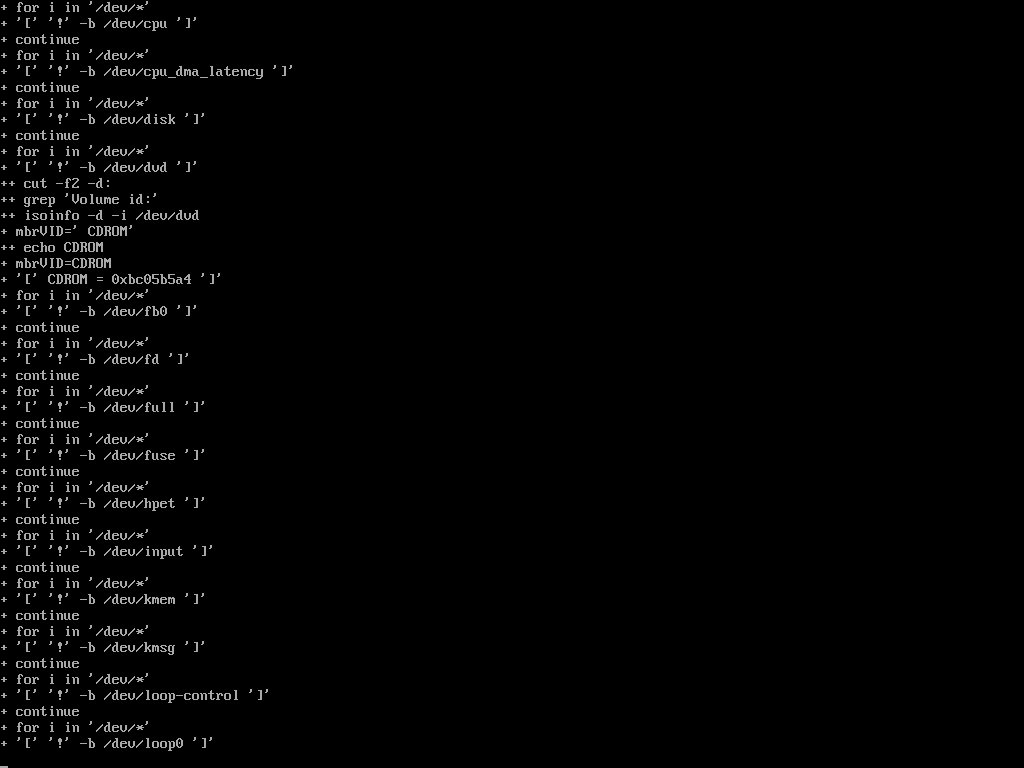 + for i in '/dev/*'
+ '[' '!' -b /dev/cpu ']'
+ continue
+ for i in '/dev/*'
+ '[' '!' -b /dev/cpu_dma_latency ']'
+ continue
+ for i in '/dev/*'
+ '[' '!' -b /dev/disk ']'
+ continue
+ for i in '/dev/*'
+ '[' '!' -b /dev/dvd ']'
++ cut -f2 -d:
++ grep 'Volume id:'
++ isoinfo -d -i /dev/dvd
+ mbrVID=' CDROM'
++ echo CDROM
+ mbrVID=CDROM
+ '[' CDROM = 0xbc05b5a4 ']'
+ for i in '/dev/*'
+ '[' '!' -b /dev/fb0 ']'
+ continue
+ for i in '/dev/*'
+ '[' '!' -b /dev/fd ']'
+ continue
+ for i in '/dev/*'
+ '[' '!' -b /dev/full ']'
+ continue
+ for i in '/dev/*'
+ '[' '!' -b /dev/fuse ']'
+ continue
+ for i in '/dev/*'
+ '[' '!' -b /dev/hpet ']'
+ continue
+ for i in '/dev/*'
+ '[' '!' -b /dev/input ']'
+ continue
+ for i in '/dev/*'
+ '[' '!' -b /dev/kmem ']'
+ continue
+ for i in '/dev/*'
+ '[' '!' -b /dev/kmsg ']'
+ continue
+ for i in '/dev/*'
+ '[' '!' -b /dev/loop-control ']'
+ continue
+ for i in '/dev/*'
+ '[' '!' -b /dev/loop0 ']'